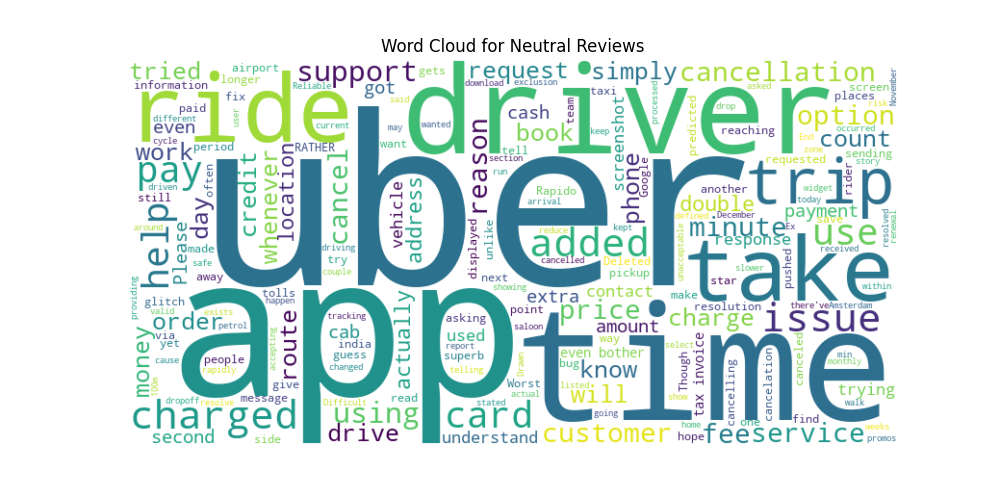 Word Cloud for Neutral Reviews
tried
airport
longer
gets
support
request
simply
cancellation
screen
November
information
Reliable
fix
got
download
exclusion
taxi
asked
places
risk
ride
driver
different
paid
even
cycle
user
current
said
may
wanted
cash
team
keep
processed
drop
option
count
occurred
work
period
RATHER
want
book
tell
screenshot
predicted
reaching
sending
pay
driven
still
often
day
credit
whenever
location
cancel
vehicle
address
reason
section
run
phone
Google
requested
zone
End
story
rider
uber
trip
another
widget
today
resolved
renewal
Rapido
arrival
double
December
defined
payment
save
Ex
help
Please
made
safe
away
around
driving
try
couple
displayed
unlike
reduce
kept
added
minute
response
use
received
unacceptable
cancelled
Deleted
pickup
slower
pushed
take
within
next
showing
star
providing
glitch
valid
tolls
happen
via
exists
extra
contact
make
resolution
there've
Amsterdam
app
time
order
petrol
route
tracking
cab
india
guess
changed
actually
asking
used
report
superb
point
saloon
price
amount
charge
issue
money
yet
cause
people
rapidly
accepting
telling
Drawn
even bother
way
bug
know
select
Though
show
tax invoice
canceled
min
monthly
100m
dropoff
resolve
give
message
Difficult
read
Worst
actual
stated
listed
will
going
home
cancelling
cancelation
walk
trying
charged
using
card
customer
fee
service
one
find
weeks
promos
second
side
drive
understand
hope